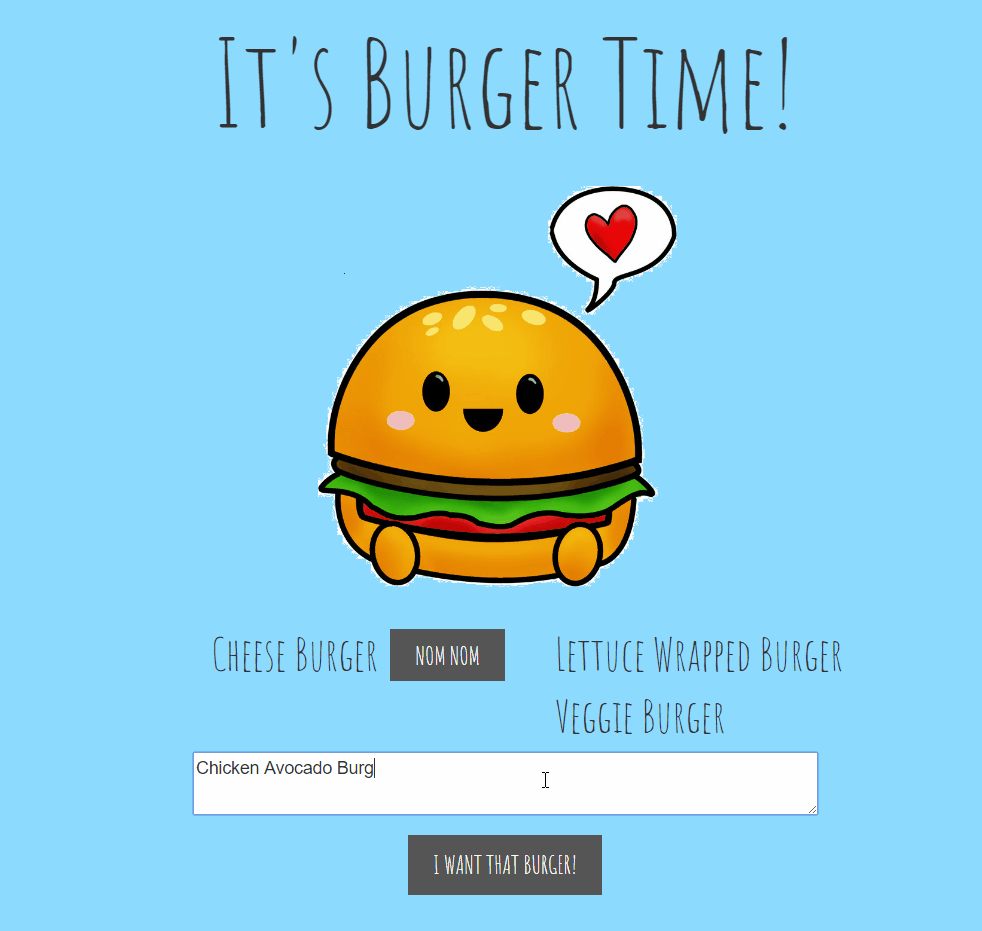 It's Burger Time!
Cheese Burger NOM NOM
Lettuce Wrapped Burger
Veggie Burger
Chicken Avocado Burg
I WANT THAT BURGER!